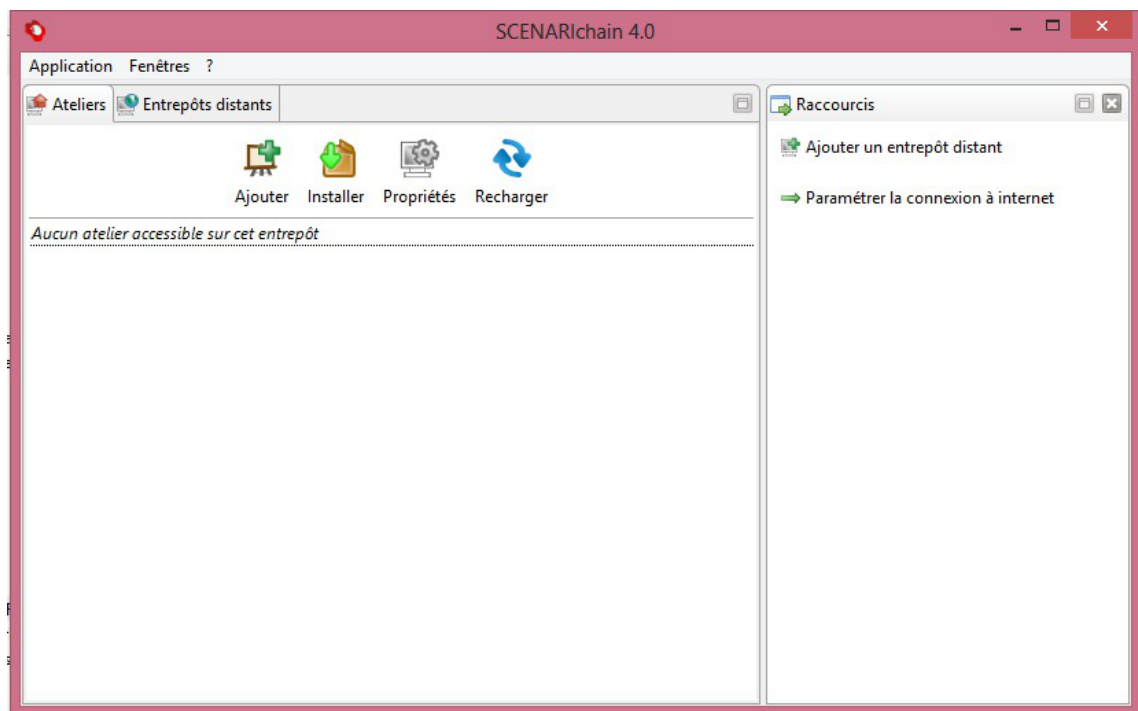 SCENARIchain 4.0
Application Fenêtres ?
Ateliers Entrepôts distants
Raccourcis
Ajouter Installer Propriétés Recharger
Aucun atelier accessible sur cet entrepôt
Ajouter un entrepôt distant
Paramétrer la connexion à internet